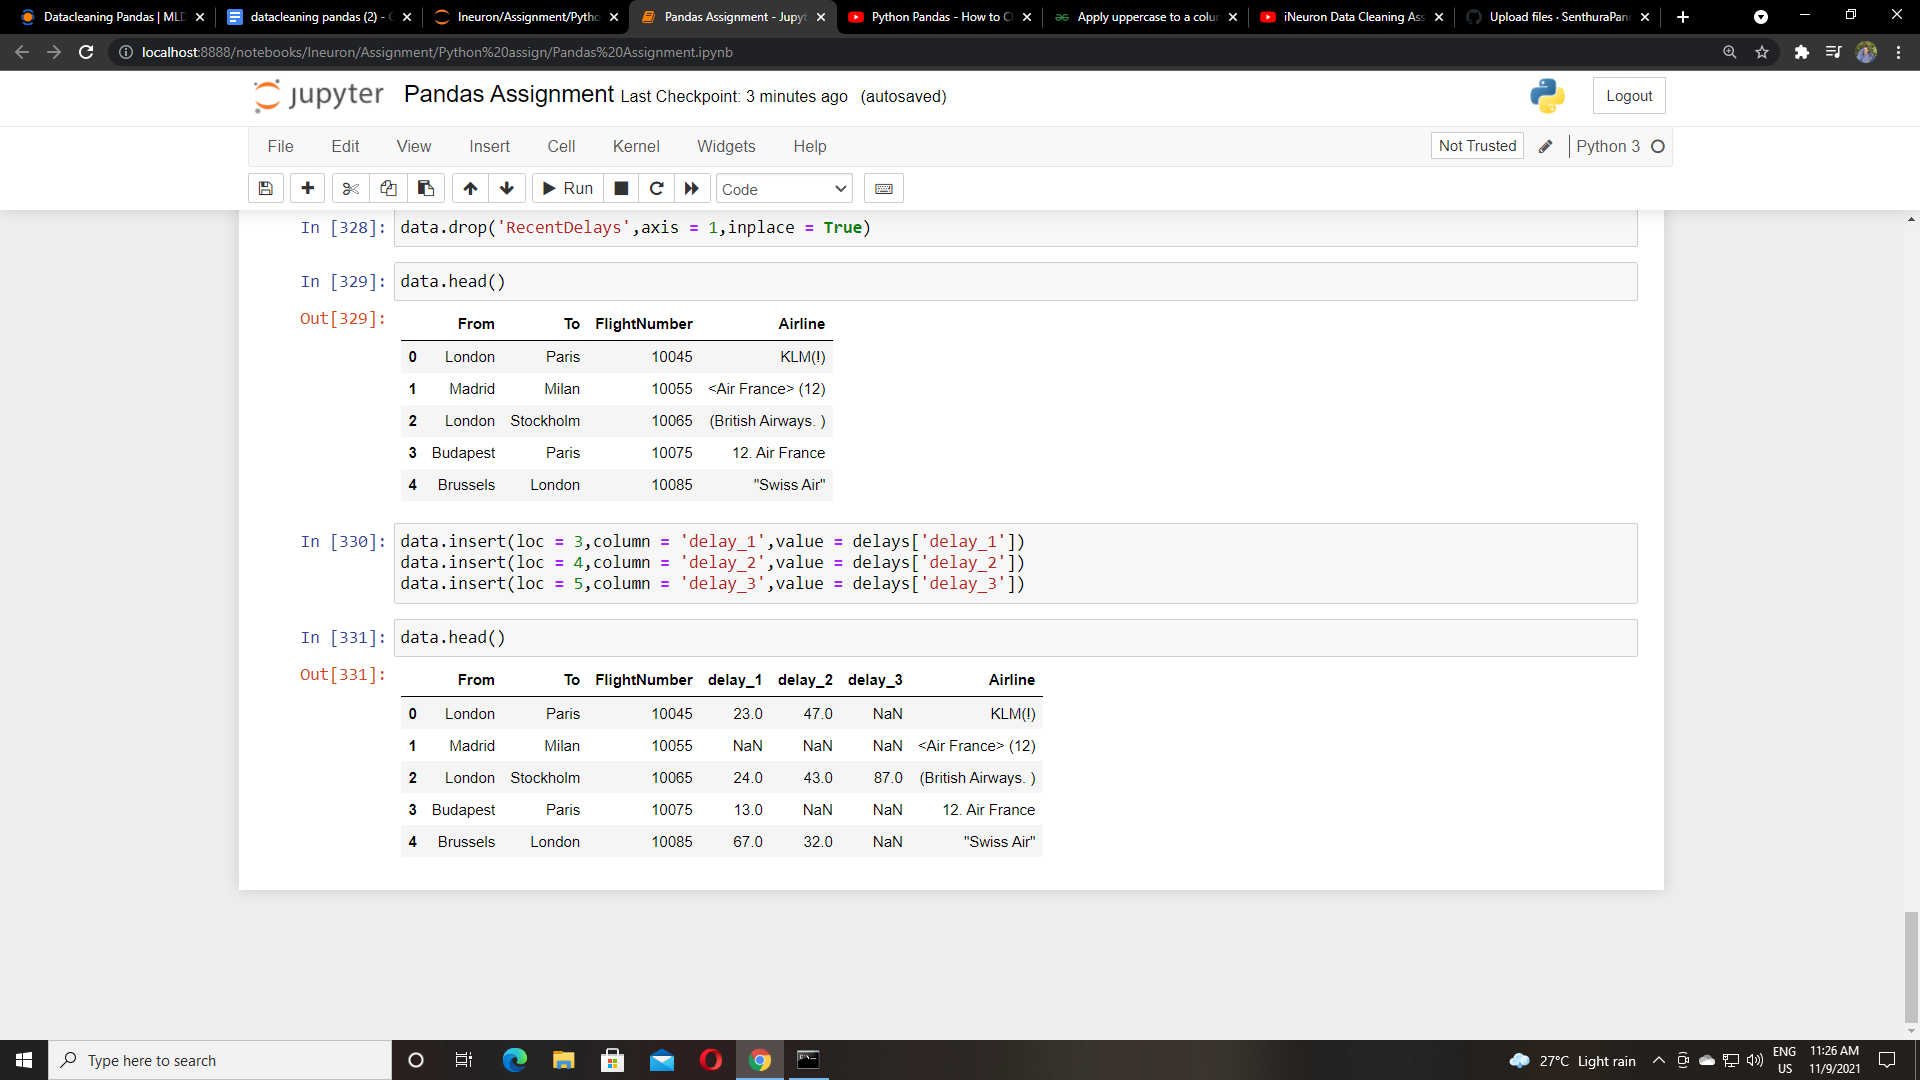 Datacleaning Pandas | MLD
datacleaning pandas (2) - G
Ineuron/Assignment/Pytho
Pandas Assignment - Jupyt
Python Pandas - How to Cl
Apply uppercase to a colur
iNeuron Data Cleaning Ass
Upload files · SenthuraPan
localhost:8888/notebooks/Ineuron/Assignment/Python%20assign/Pandas%20Assignment.ipynb
jupyter Pandas Assignment Last Checkpoint: 3 minutes ago (autosaved)
Logout
File Edit View Insert Cell Kernel Widgets Help
Not Trusted
Python 3
Run
Code
In [328]: data.drop('RecentDelays',axis = 1,inplace = True)
In [329]: data.head()
Out[329]:
From To FlightNumber Airline
0 London Paris 10045 KLM(!)
1 Madrid Milan 10055 <Air France> (12)
2 London Stockholm 10065 (British Airways. )
3 Budapest Paris 10075 12. Air France
4 Brussels London 10085 "Swiss Air"
In [330]: data.insert(loc = 3,column = 'delay_1',value = delays['delay_1'])
data.insert(loc = 4,column = 'delay_2',value = delays['delay_2'])
data.insert(loc = 5,column = 'delay_3',value = delays['delay_3'])
In [331]: data.head()
Out[331]:
From To FlightNumber delay_1 delay_2 delay_3 Airline
0 London Paris 10045 23.0 47.0 NaN KLM(!)
1 Madrid Milan 10055 NaN NaN NaN <Air France> (12)
2 London Stockholm 10065 24.0 43.0 87.0 (British Airways. )
3 Budapest Paris 10075 13.0 NaN NaN 12. Air France
4 Brussels London 10085 67.0 32.0 NaN "Swiss Air"
Type here to search
27°C Light rain
ENG
US
11:26 AM
11/9/2021